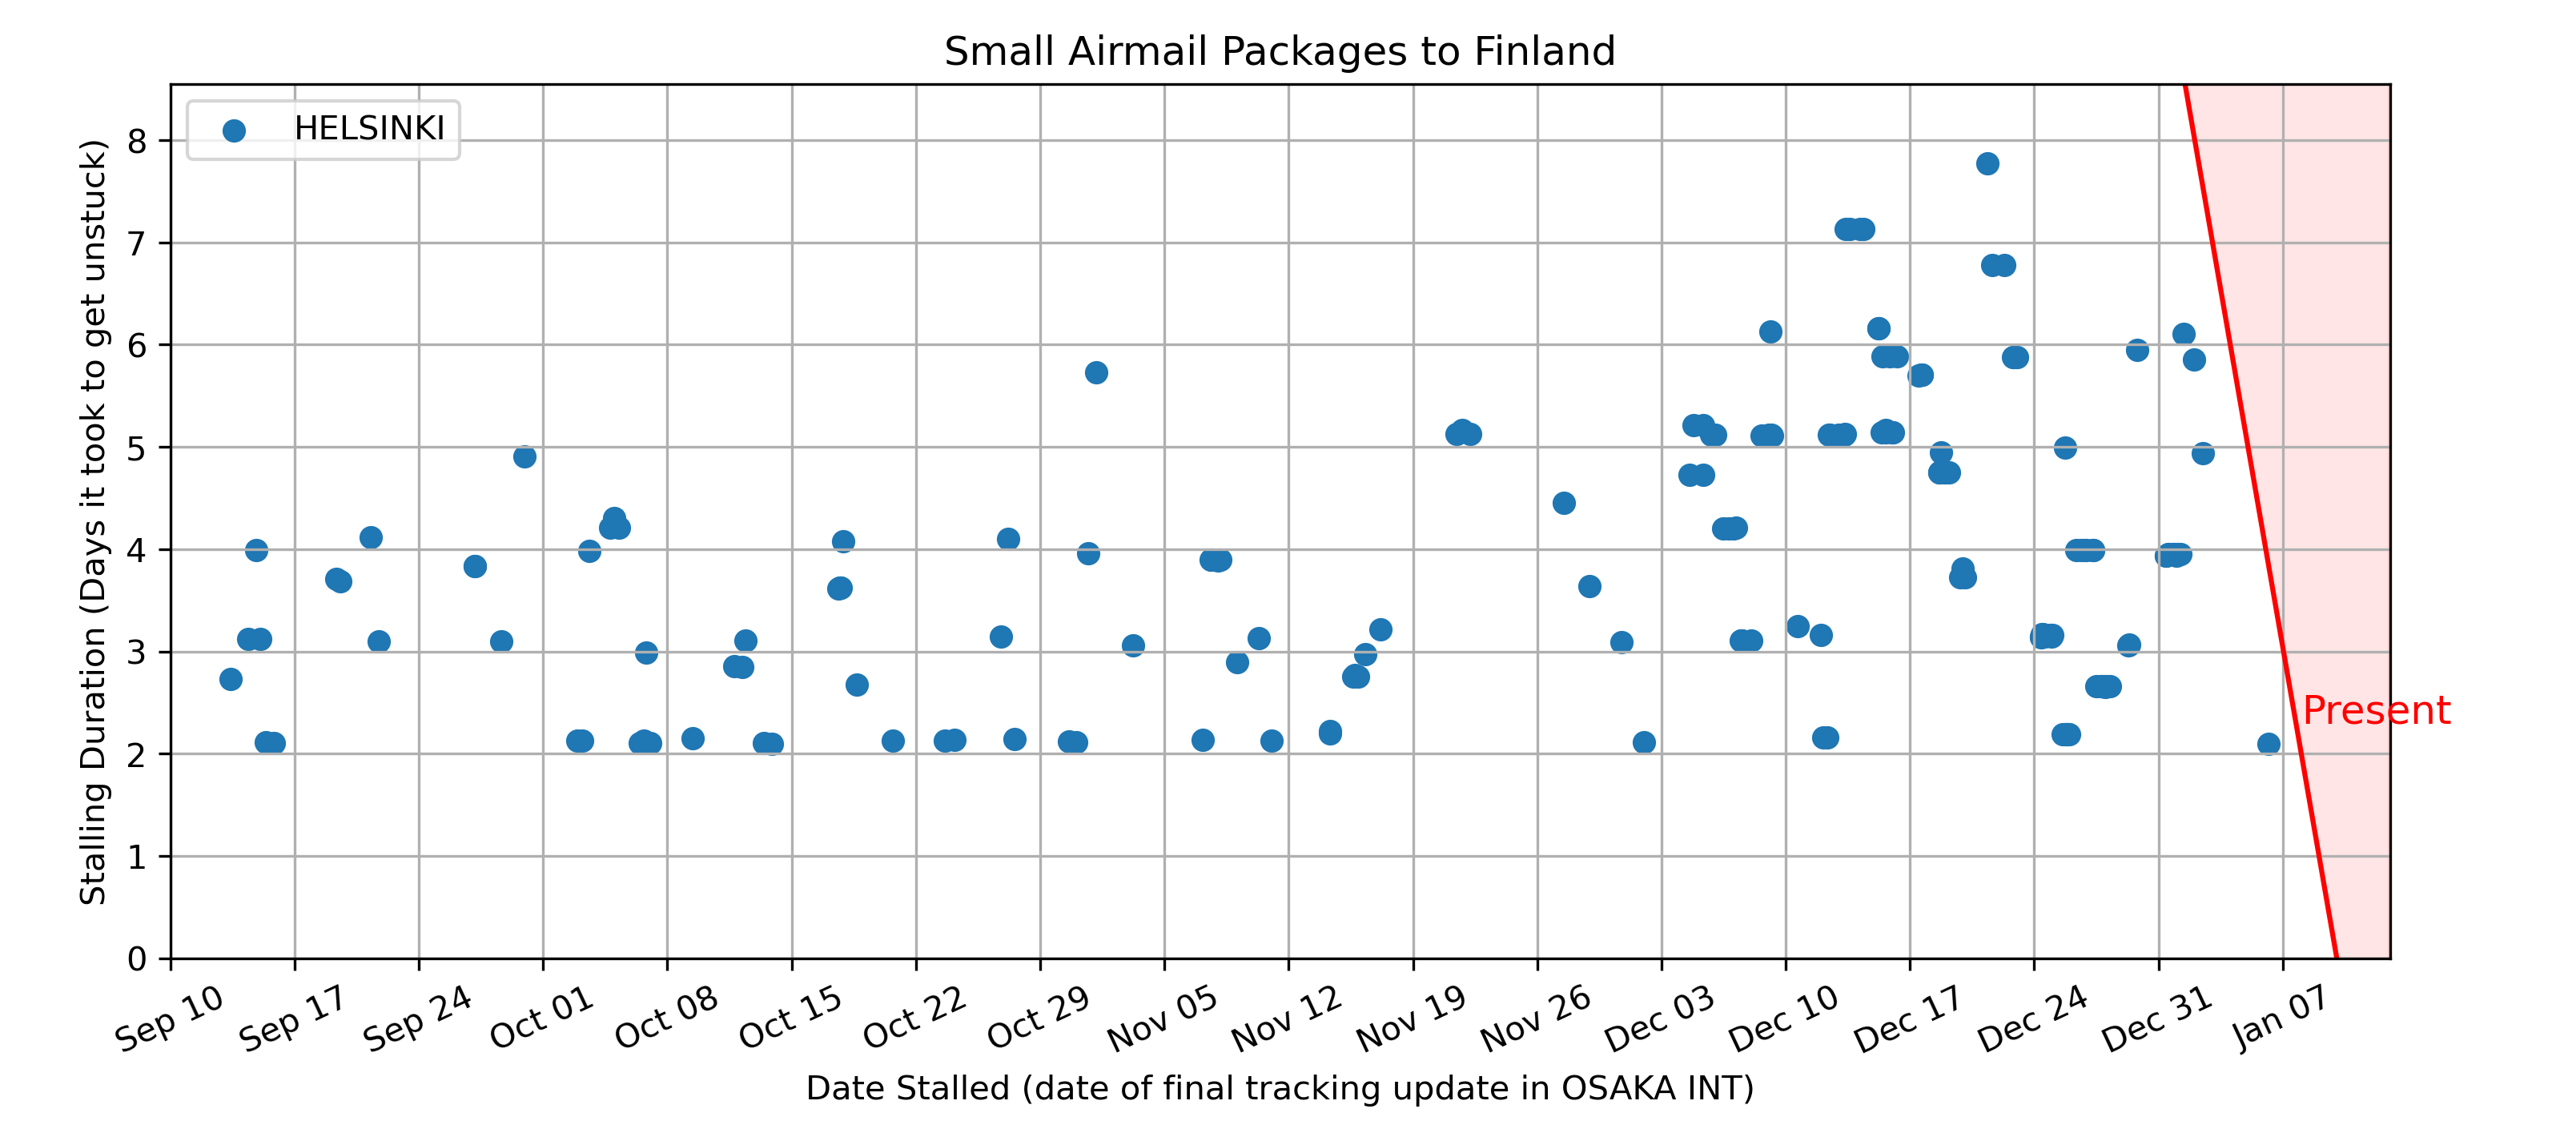 Small Airmail Packages to Finland
HELSINKI
Stalling Duration (Days it took to get unstuck)
8
7
6
5
4
3
2
1
0
Present
Sep 10
Sep 17
Sep 24
Oct 01
Oct 08
Oct 15
Oct 22
Oct 29
Nov 05
Nov 12
Nov 19
Nov 26
Dec 03
Dec 10
Dec 17
Dec 24
Dec 31
Jan 07
Date Stalled (date of final tracking update in OSAKA INT)